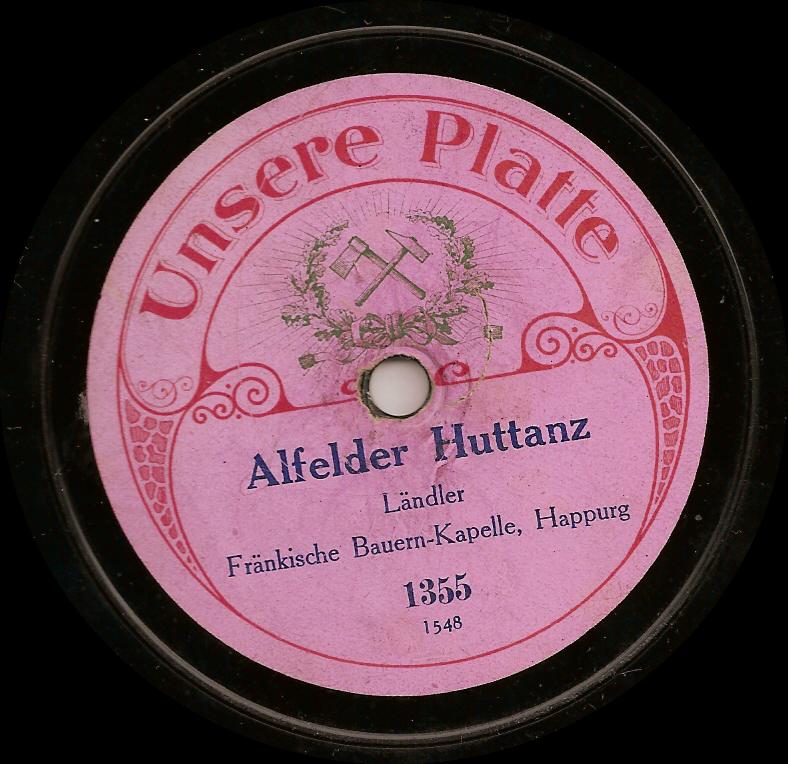 Unsere Platte
Alfelder Huttanz
Ländler
Fränkische Bauern-Kapelle, Happurg
1355
1548